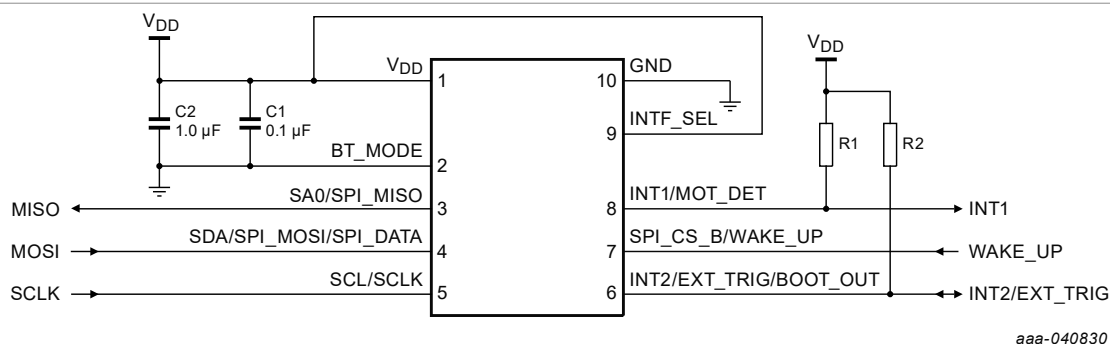 VDD
VDD
VDD
1
10
GND
C2
1.0 µF
C1
0.1 µF
INTF_SEL
9
R1
R2
BT_MODE
2
MISO
SA0/SPI_MISO
3
8
INT1/MOT_DET
INT1
MOSI
SDA/SPI_MOSI/SPI_DATA
4
7
SPI_CS_B/WAKE_UP
WAKE_UP
SCLK
SCL/SCLK
5
6
INT2/EXT_TRIG/BOOT_OUT
INT2/EXT_TRIG
aaa-040830